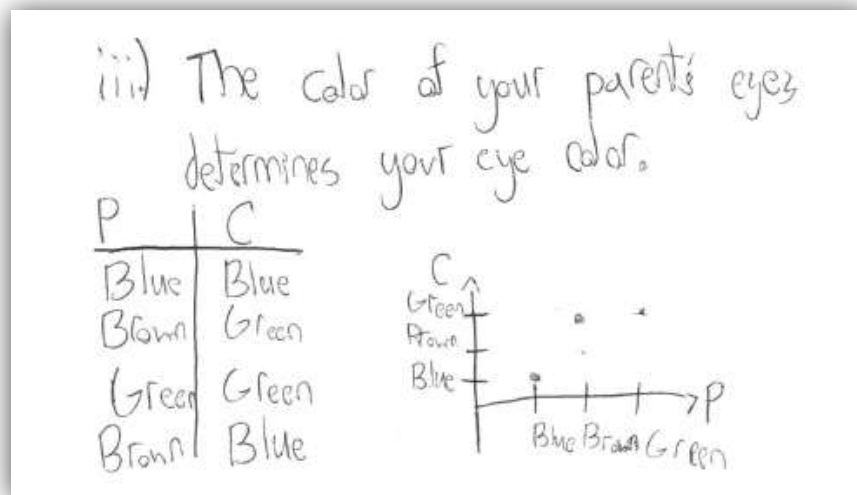 iii.) The color of your parent's eyes
determines your eye color.
P C
Blue Blue
Brown Green
Green Green
Brown Blue
C
Green
Brown
Blue
P
Blue Brown Green